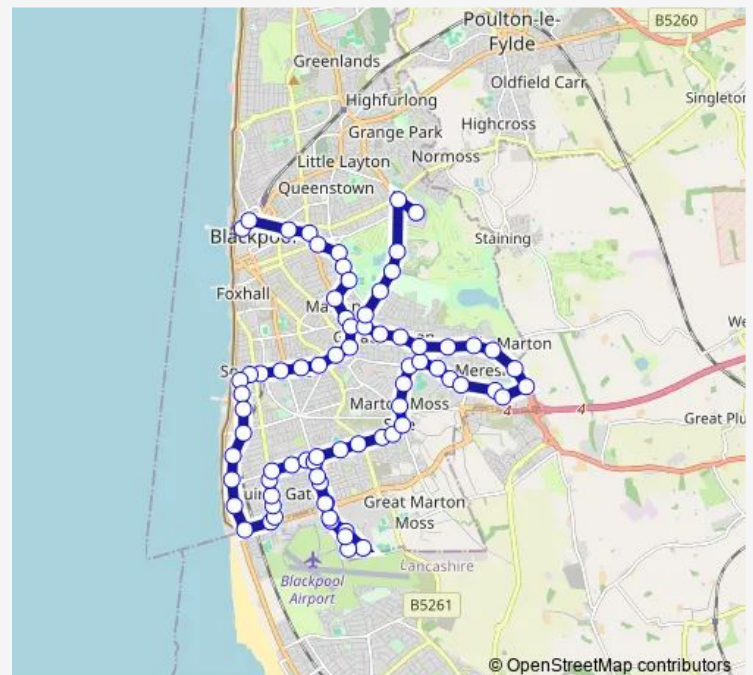 Poulton-le-
Fylde
B5260
Greenlands
Oldfield Carr
Highfurlong
Singleton
Grange Park
Highcross
Little Layton
Normoss
Queenstown
Blackpool
Staining
Foxhall
Marton
Marton Moss
4
4
Great Plu
Great Marton
Moss
Blackpool
Airport
Lancashire
B5261
© OpenStreetMap contributors